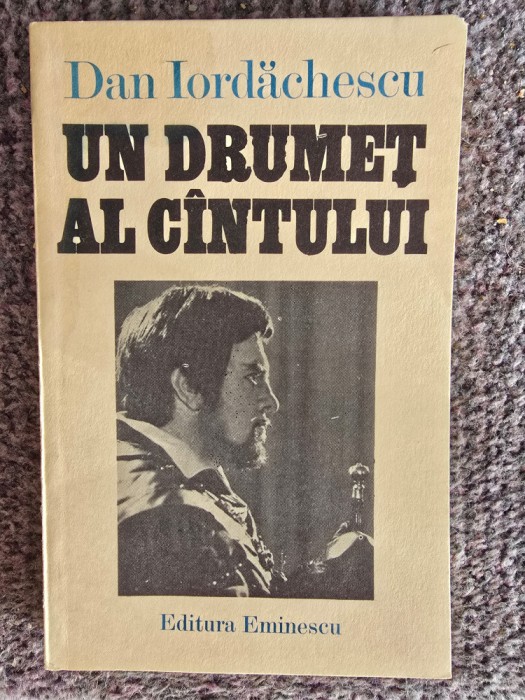 Dan Iordăchescu
UN DRUMEȚ
AL CÎNTULUI
Editura Eminescu